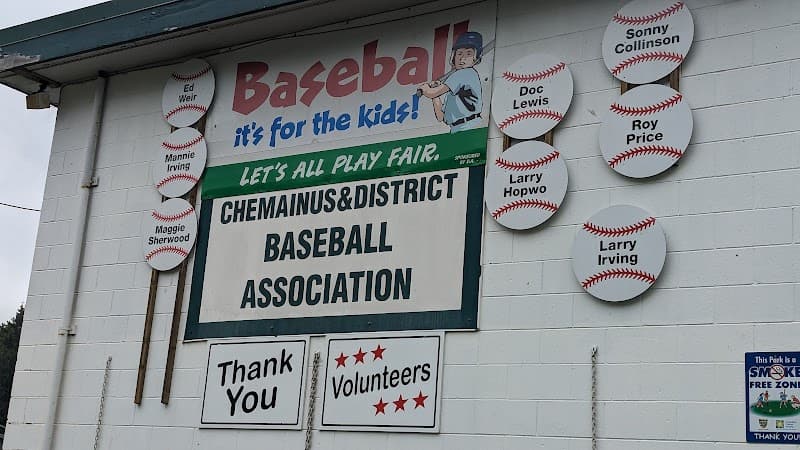 Ed
Weir
Mannie
Irving
Maggie
Sherwood
Baseball
it's for the kids!
LET'S ALL PLAY FAIR.
SPONSORED
CHEMAINUS&DISTRICT
BASEBALL
ASSOCIATION
Thank
You
Volunteers
Doc
Lewis
Larry
Hopwo
Sonny
Collinson
Roy
Price
Larry
Irving
This Park is a
SMOKE
FREE ZONE
THANK YOU